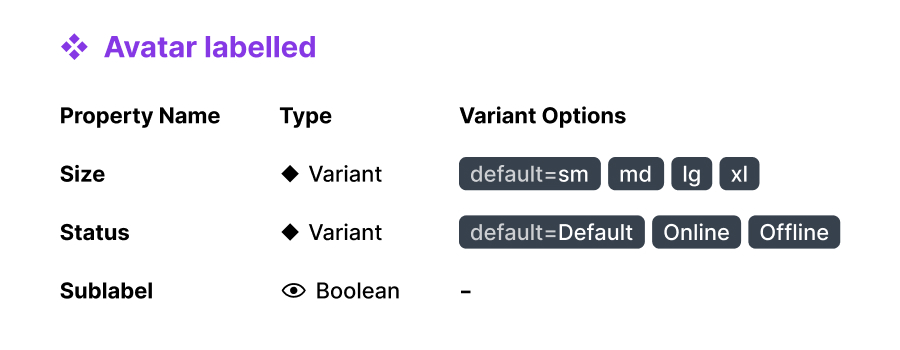 Avatar labelled
Property Name Type Variant Options
Size Variant default=sm md lg xl
Status Variant default=Default Online Offline
Sublabel Boolean –